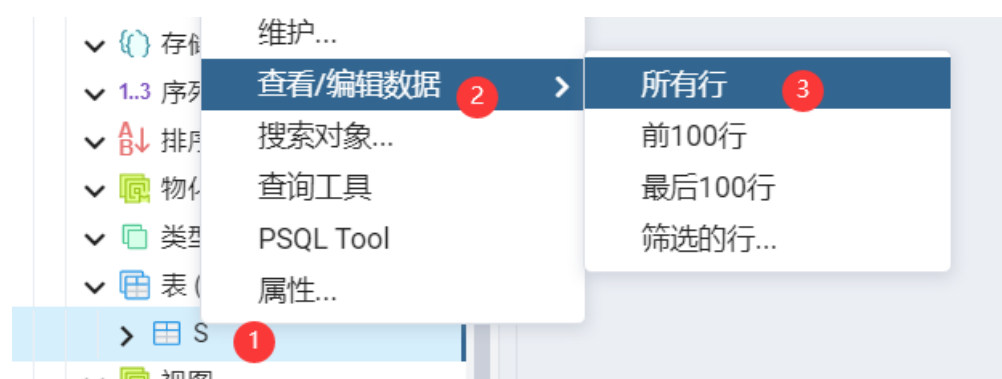 存储
维护...
查看/编辑数据 2
所有行 3
1..3 序列
搜索对象...
前100行
排序
查询工具
最后100行
物化
PSQL Tool
筛选的行...
类型
属性...
表 (
S 1
视图